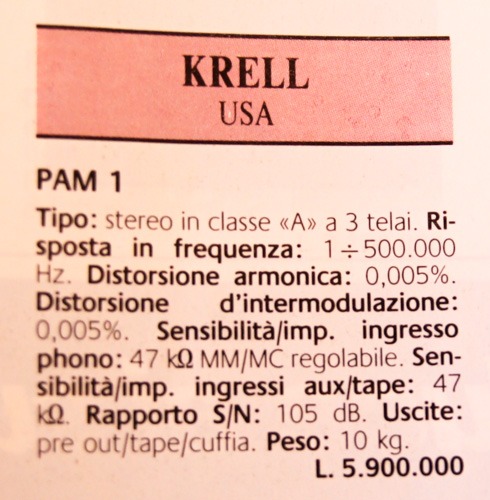 KRELL
USA
PAM 1
Tipo: stereo in classe «A» a 3 telai. Ri-
sposta in frequenza: 1÷500.000
Hz. Distorsione armonica: 0,005%.
Distorsione d'intermodulazione:
0,005%. Sensibilità/imp. ingresso
phono: 47 kΩ MM/MC regolabile. Sen-
sibilità/imp. ingressi aux/tape: 47
kΩ. Rapporto S/N: 105 dB. Uscite:
pre out/tape/cuffia. Peso: 10 kg.
L. 5.900.000